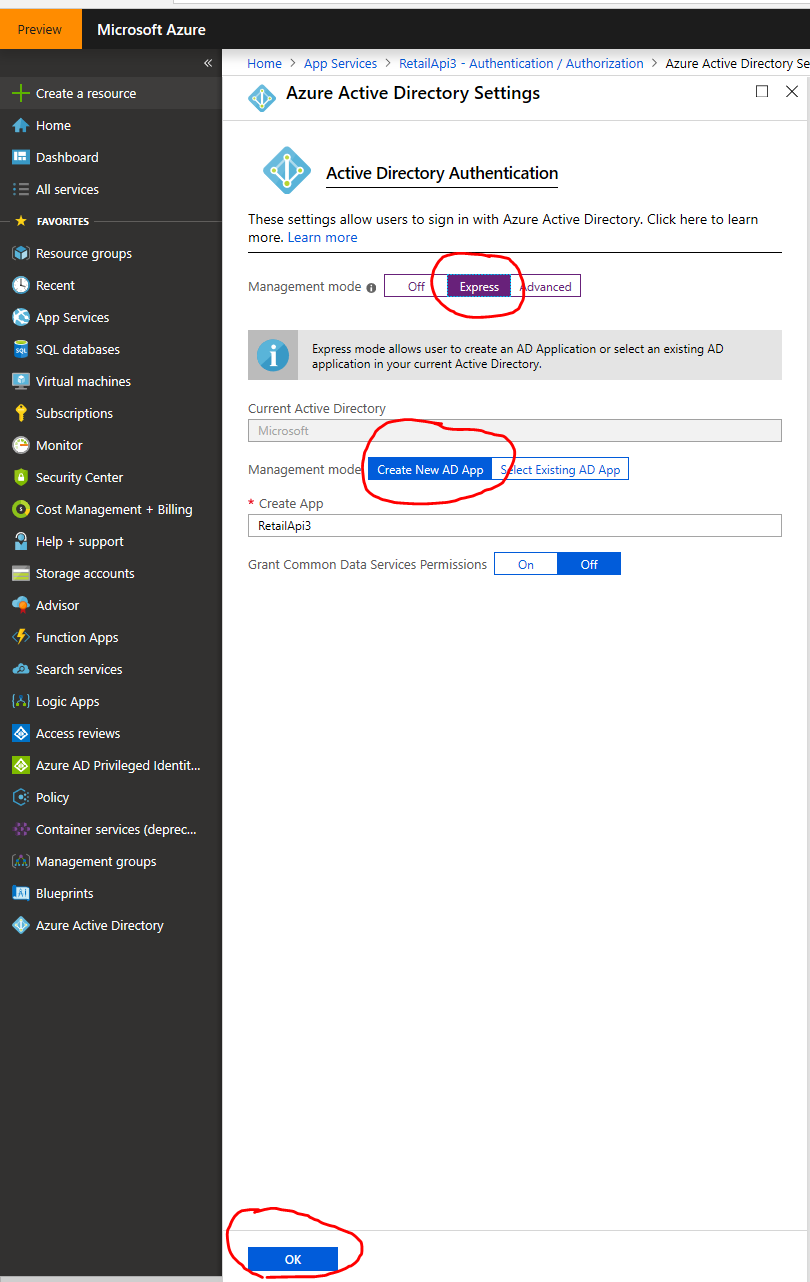 Preview
Microsoft Azure
«
Create a resource
Home
Dashboard
All services
FAVORITES
Resource groups
Recent
App Services
SQL databases
Virtual machines
Subscriptions
Monitor
Security Center
Cost Management + Billing
Help + support
Storage accounts
Advisor
Function Apps
Search services
Logic Apps
Access reviews
Azure AD Privileged Identit...
Policy
Container services (deprec...
Management groups
Blueprints
Azure Active Directory
Home > App Services > RetailApi3 - Authentication / Authorization > Azure Active Directory Se
Azure Active Directory Settings
Active Directory Authentication
These settings allow users to sign in with Azure Active Directory. Click here to learn
more. Learn more
Management mode Off Express Advanced
Express mode allows user to create an AD Application or select an existing AD
application in your current Active Directory.
Current Active Directory
Microsoft
Management mode Create New AD App Select Existing AD App
* Create App
RetailApi3
Grant Common Data Services Permissions On Off
OK